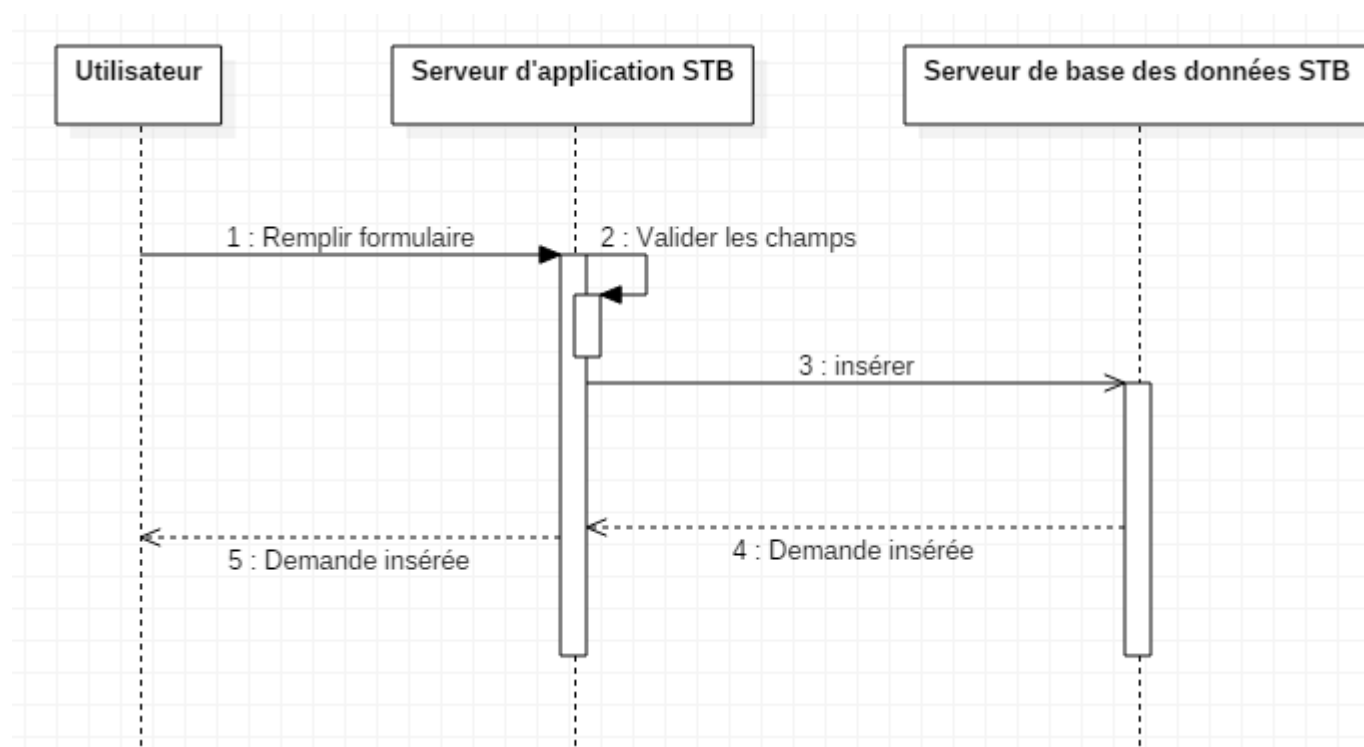 Utilisateur
Serveur d'application STB
Serveur de base des données STB
1 : Remplir formulaire
2 : Valider les champs
3 : insérer
4 : Demande insérée
5 : Demande insérée